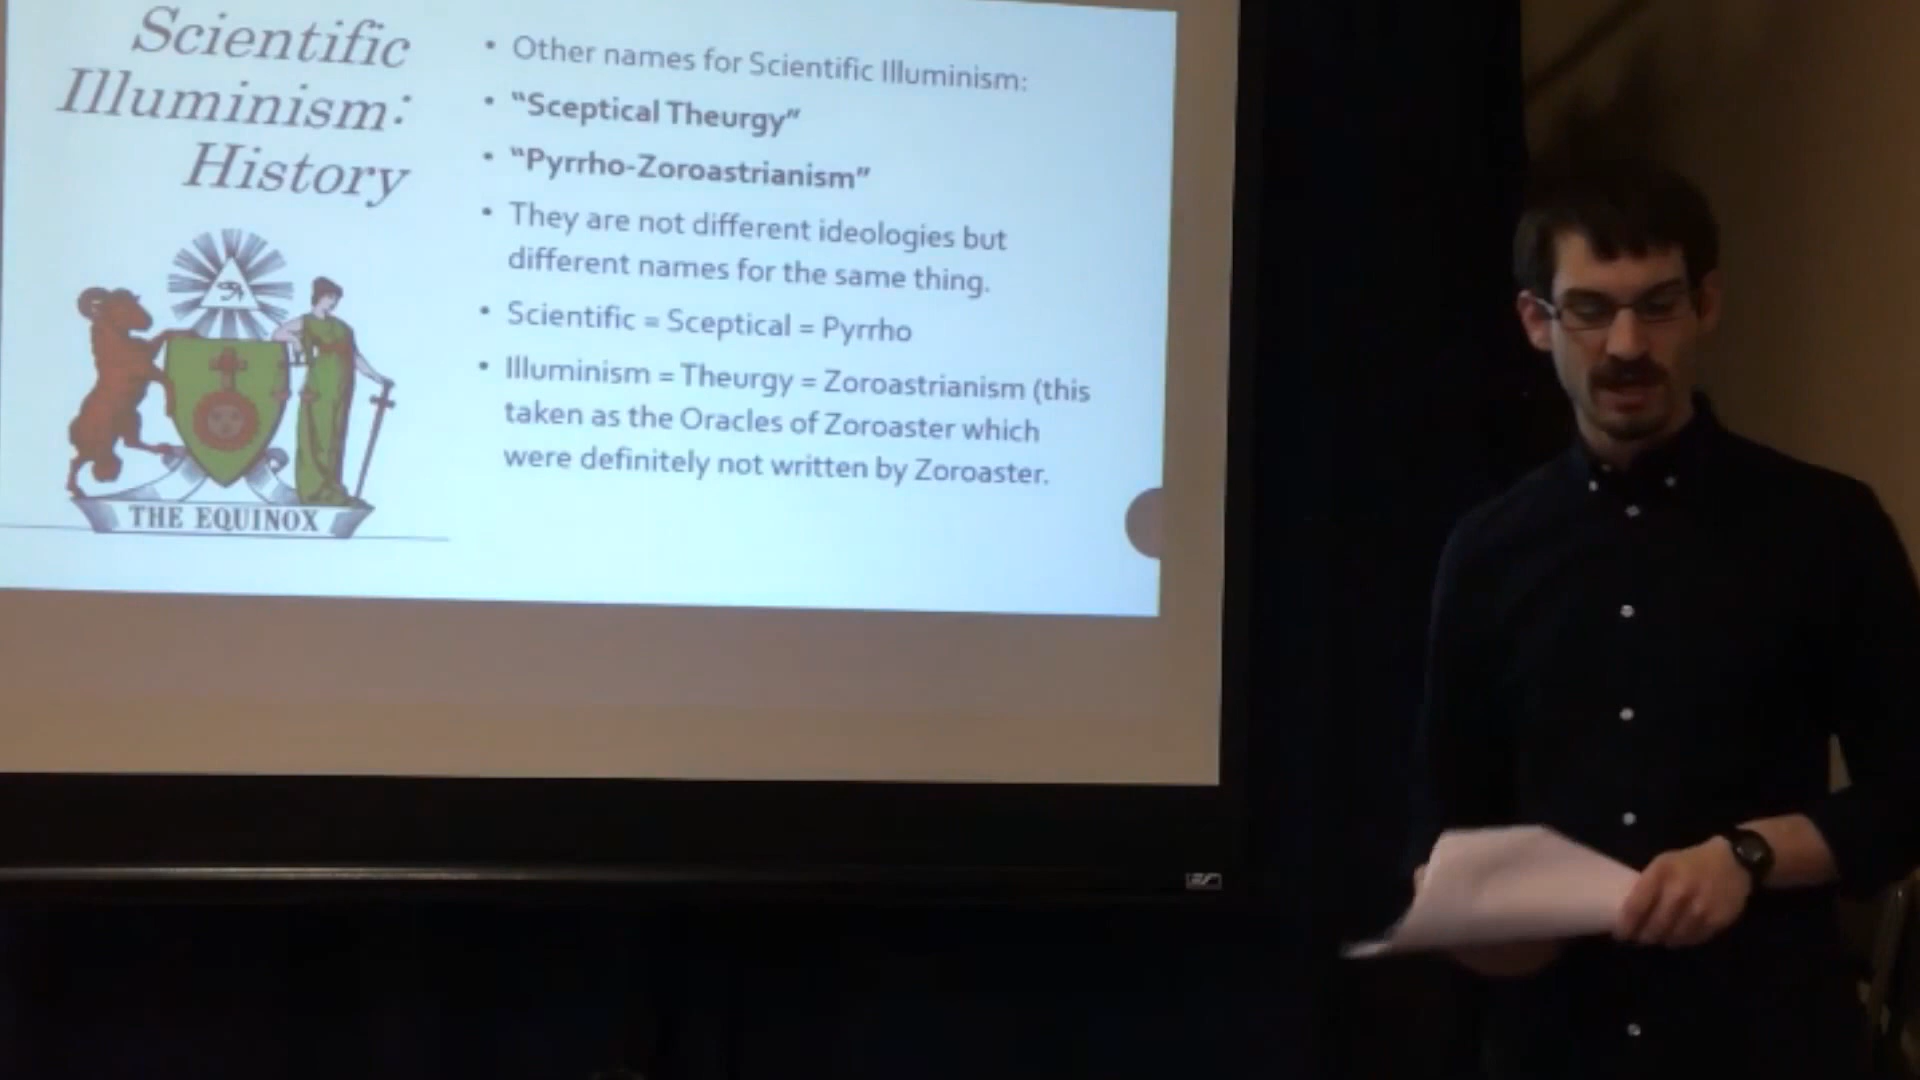 Scientific
Illuminism:
History
THE EQUINOX
• Other names for Scientific Illuminism:
• “Sceptical Theurgy”
• “Pyrrho-Zoroastrianism”
• They are not different ideologies but
different names for the same thing.
• Scientific = Sceptical = Pyrrho
• Illuminism = Theurgy = Zoroastrianism (this
taken as the Oracles of Zoroaster which
were definitely not written by Zoroaster.